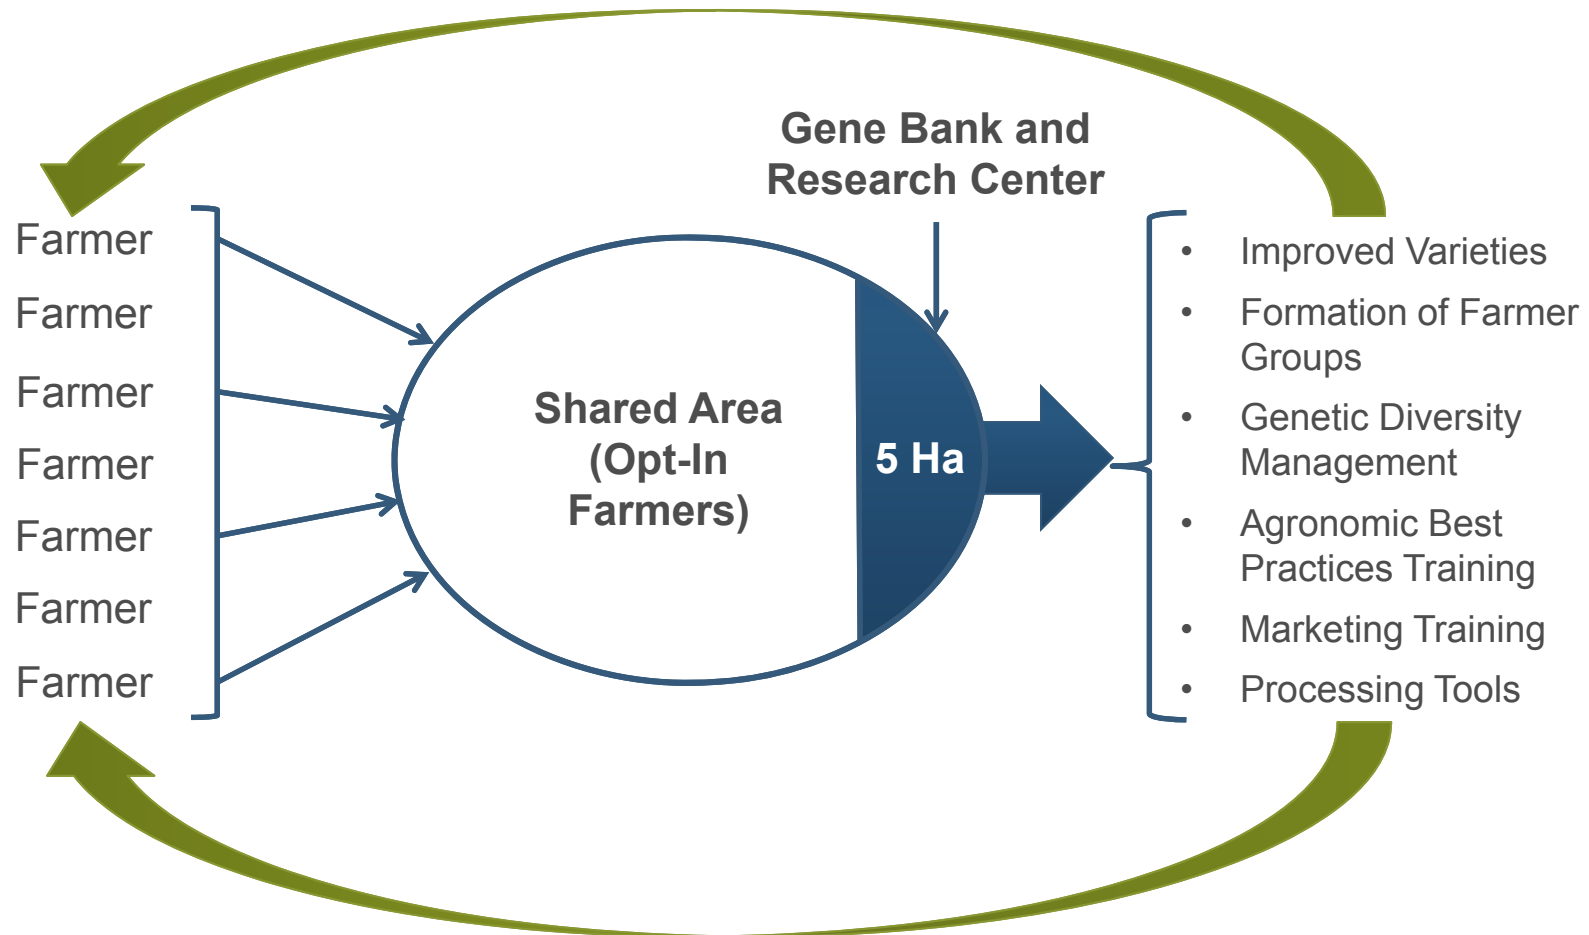 Gene Bank and
Research Center
Farmer
Farmer
Farmer
Farmer
Farmer
Farmer
Farmer
Shared Area
(Opt-In
Farmers)
5 Ha
• Improved Varieties
• Formation of Farmer
Groups
• Genetic Diversity
Management
• Agronomic Best
Practices Training
• Marketing Training
• Processing Tools